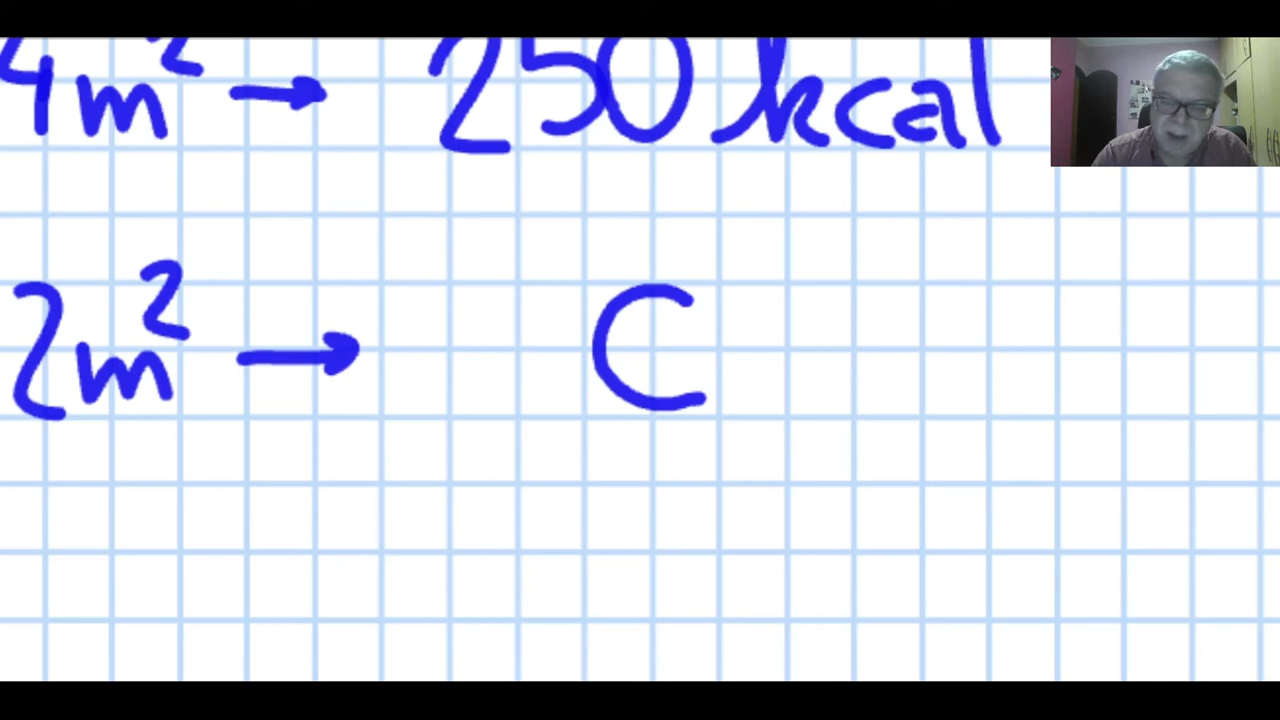 4m² → 250 kcal
2m² → C